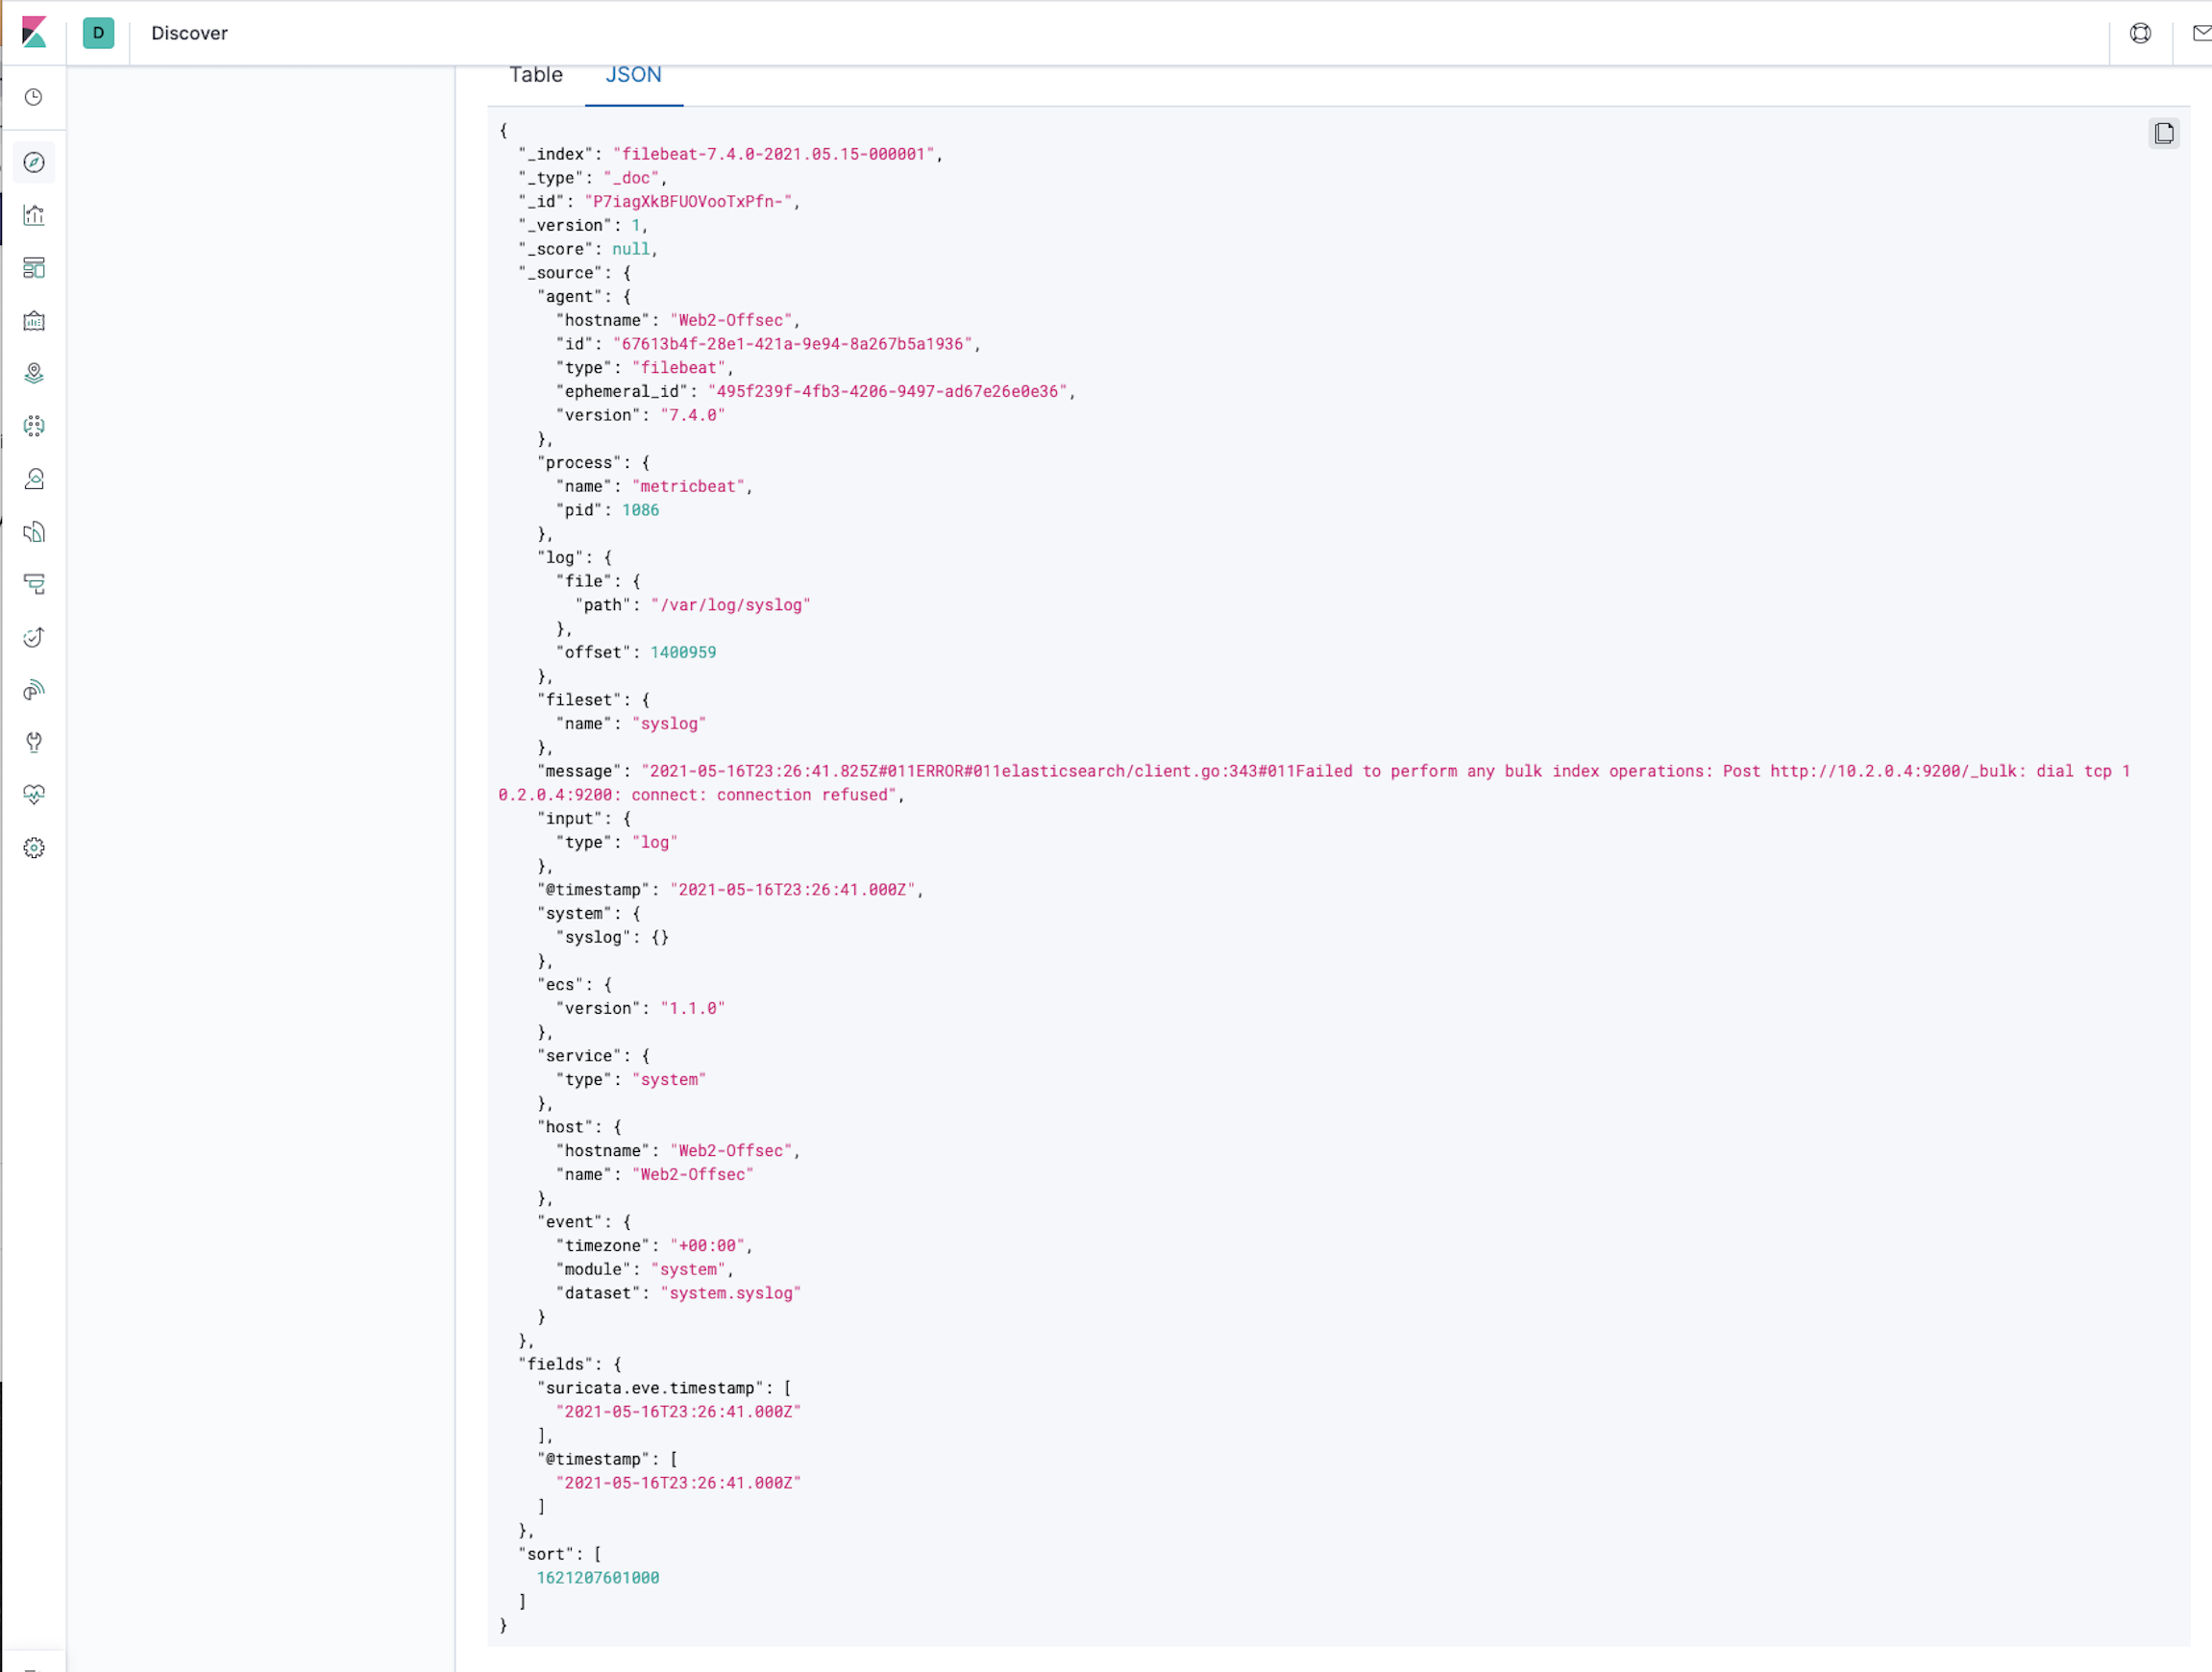 D Discover
Table JSON
{
"_index": "filebeat-7.4.0-2021.05.15-000001",
"_type": "_doc",
"_id": "P7iagXkBFUOVooTxPfn-",
"_version": 1,
"_score": null,
"_source": {
"agent": {
"hostname": "Web2-Offsec",
"id": "67613b4f-28e1-421a-9e94-8a267b5a1936",
"type": "filebeat",
"ephemeral_id": "495f239f-4fb3-4206-9497-ad67e26e0e36",
"version": "7.4.0"
},
"process": {
"name": "metricbeat",
"pid": 1086
},
"log": {
"file": {
"path": "/var/log/syslog"
},
"offset": 1400959
},
"fileset": {
"name": "syslog"
},
"message": "2021-05-16T23:26:41.825Z#011ERROR#011elasticsearch/client.go:343#011Failed to perform any bulk index operations: Post http://10.2.0.4:9200/_bulk: dial tcp 1
0.2.0.4:9200: connect: connection refused",
"input": {
"type": "log"
},
"@timestamp": "2021-05-16T23:26:41.000Z",
"system": {
"syslog": {}
},
"ecs": {
"version": "1.1.0"
},
"service": {
"type": "system"
},
"host": {
"hostname": "Web2-Offsec",
"name": "Web2-Offsec"
},
"event": {
"timezone": "+00:00",
"module": "system",
"dataset": "system.syslog"
}
},
"fields": {
"suricata.eve.timestamp": [
"2021-05-16T23:26:41.000Z"
],
"@timestamp": [
"2021-05-16T23:26:41.000Z"
]
},
"sort": [
1621207601000
]
}